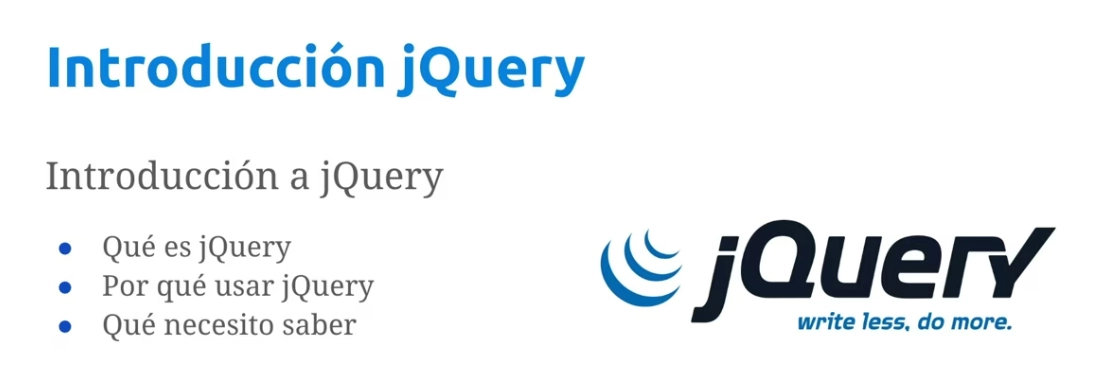 Introducción jQuery
Introducción a jQuery
● Qué es jQuery
● Por qué usar jQuery
● Qué necesito saber
jQuery
write less, do more.